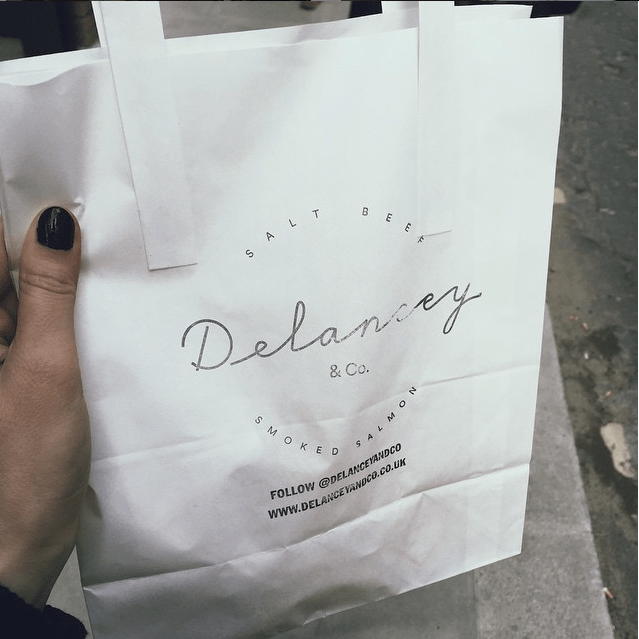 SALT BEEF
Delancey
& Co.
SMOKED SALMON
FOLLOW @DELANCEYANDCO
WWW.DELANCEYANDCO.CO.UK